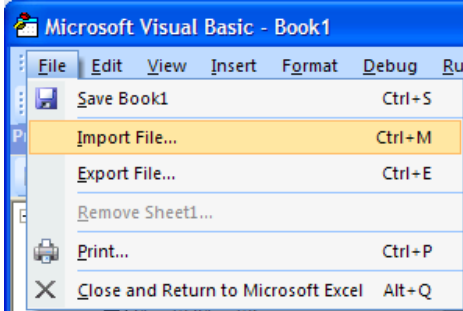 Microsoft Visual Basic - Book1
File Edit View Insert Format Debug
Save Book1 Ctrl+S
Import File... Ctrl+M
Export File... Ctrl+E
Remove Sheet1...
Print... Ctrl+P
Close and Return to Microsoft Excel Alt+Q